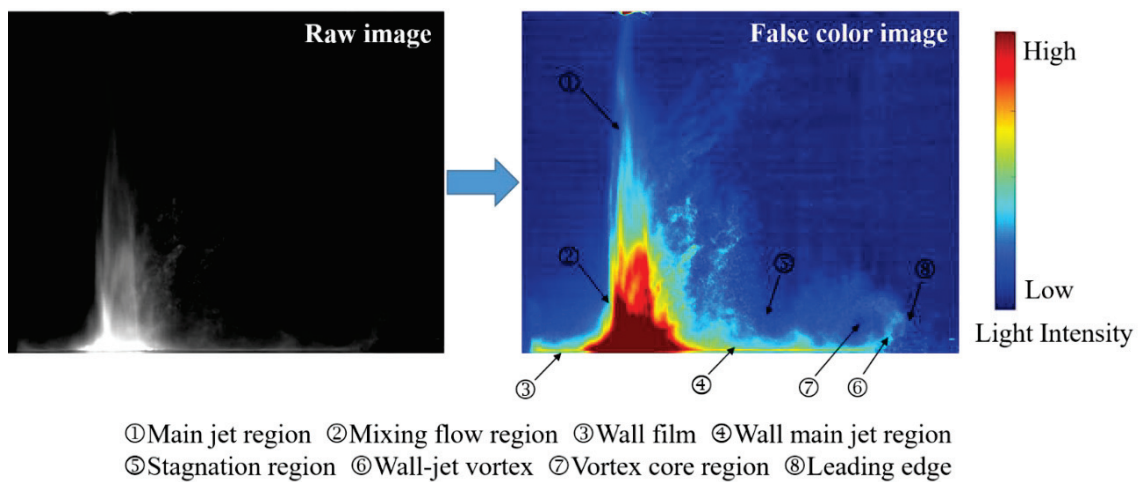 Raw image
False color image
High
Low
Light Intensity
①
②
③
④
⑤
⑥
⑦
⑧
①Main jet region ②Mixing flow region ③Wall film ④Wall main jet region
⑤Stagnation region ⑥Wall-jet vortex ⑦Vortex core region ⑧Leading edge